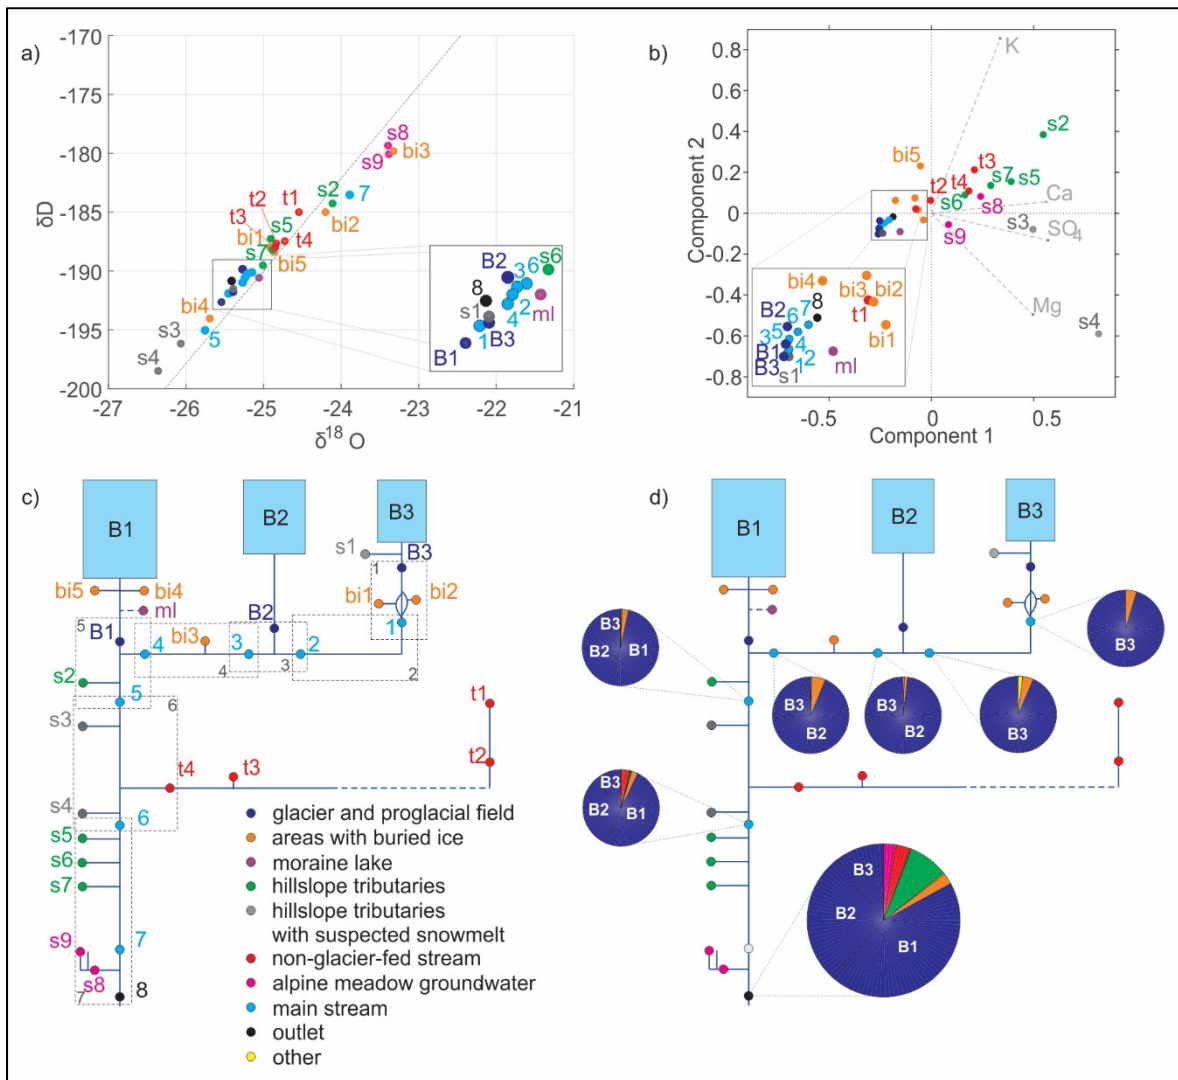 a)
-170
-175
-180
-185
-190
-195
-200
δD
-27
-26
-25
-24
-23
-22
-21
δ18 O
s8
s9
bi3
s2
7
t2
t1
bi2
t3
s5
bi1
t4
s7
bi5
bi4
s3
5
s4
B2
3
6
s6
8
2
ml
s1
4
1
B3
B1
b)
0.8
0.6
0.4
0.2
0
-0.2
-0.4
-0.6
-0.8
Component 2
-0.5
0
0.5
Component 1
K
s2
bi5
t3
t2
t4
s7
s5
s6
Ca
s8
s3
SO4
s9
Mg
s4
bi4
bi3
bi2
8
t1
B2
6
7
bi1
3
5
B1
4
ml
B3
1
2
s1
c)
B1
B2
B3
s1
B3
1
bi5
bi4
bi1
bi2
ml
B2
5
B1
bi3
1
4
3
2
3
4
2
s2
5
6
s3
t1
t4
t3
t2
s4
6
s5
s6
s7
s9
7
s8
7
8
glacier and proglacial field
areas with buried ice
moraine lake
hillslope tributaries
hillslope tributaries
with suspected snowmelt
non-glacier-fed stream
alpine meadow groundwater
main stream
outlet
other
d)
B1
B2
B3
B3
B2
B1
B3
B3
B2
B3
B2
B3
B3
B2
B1
B3
B2
B1